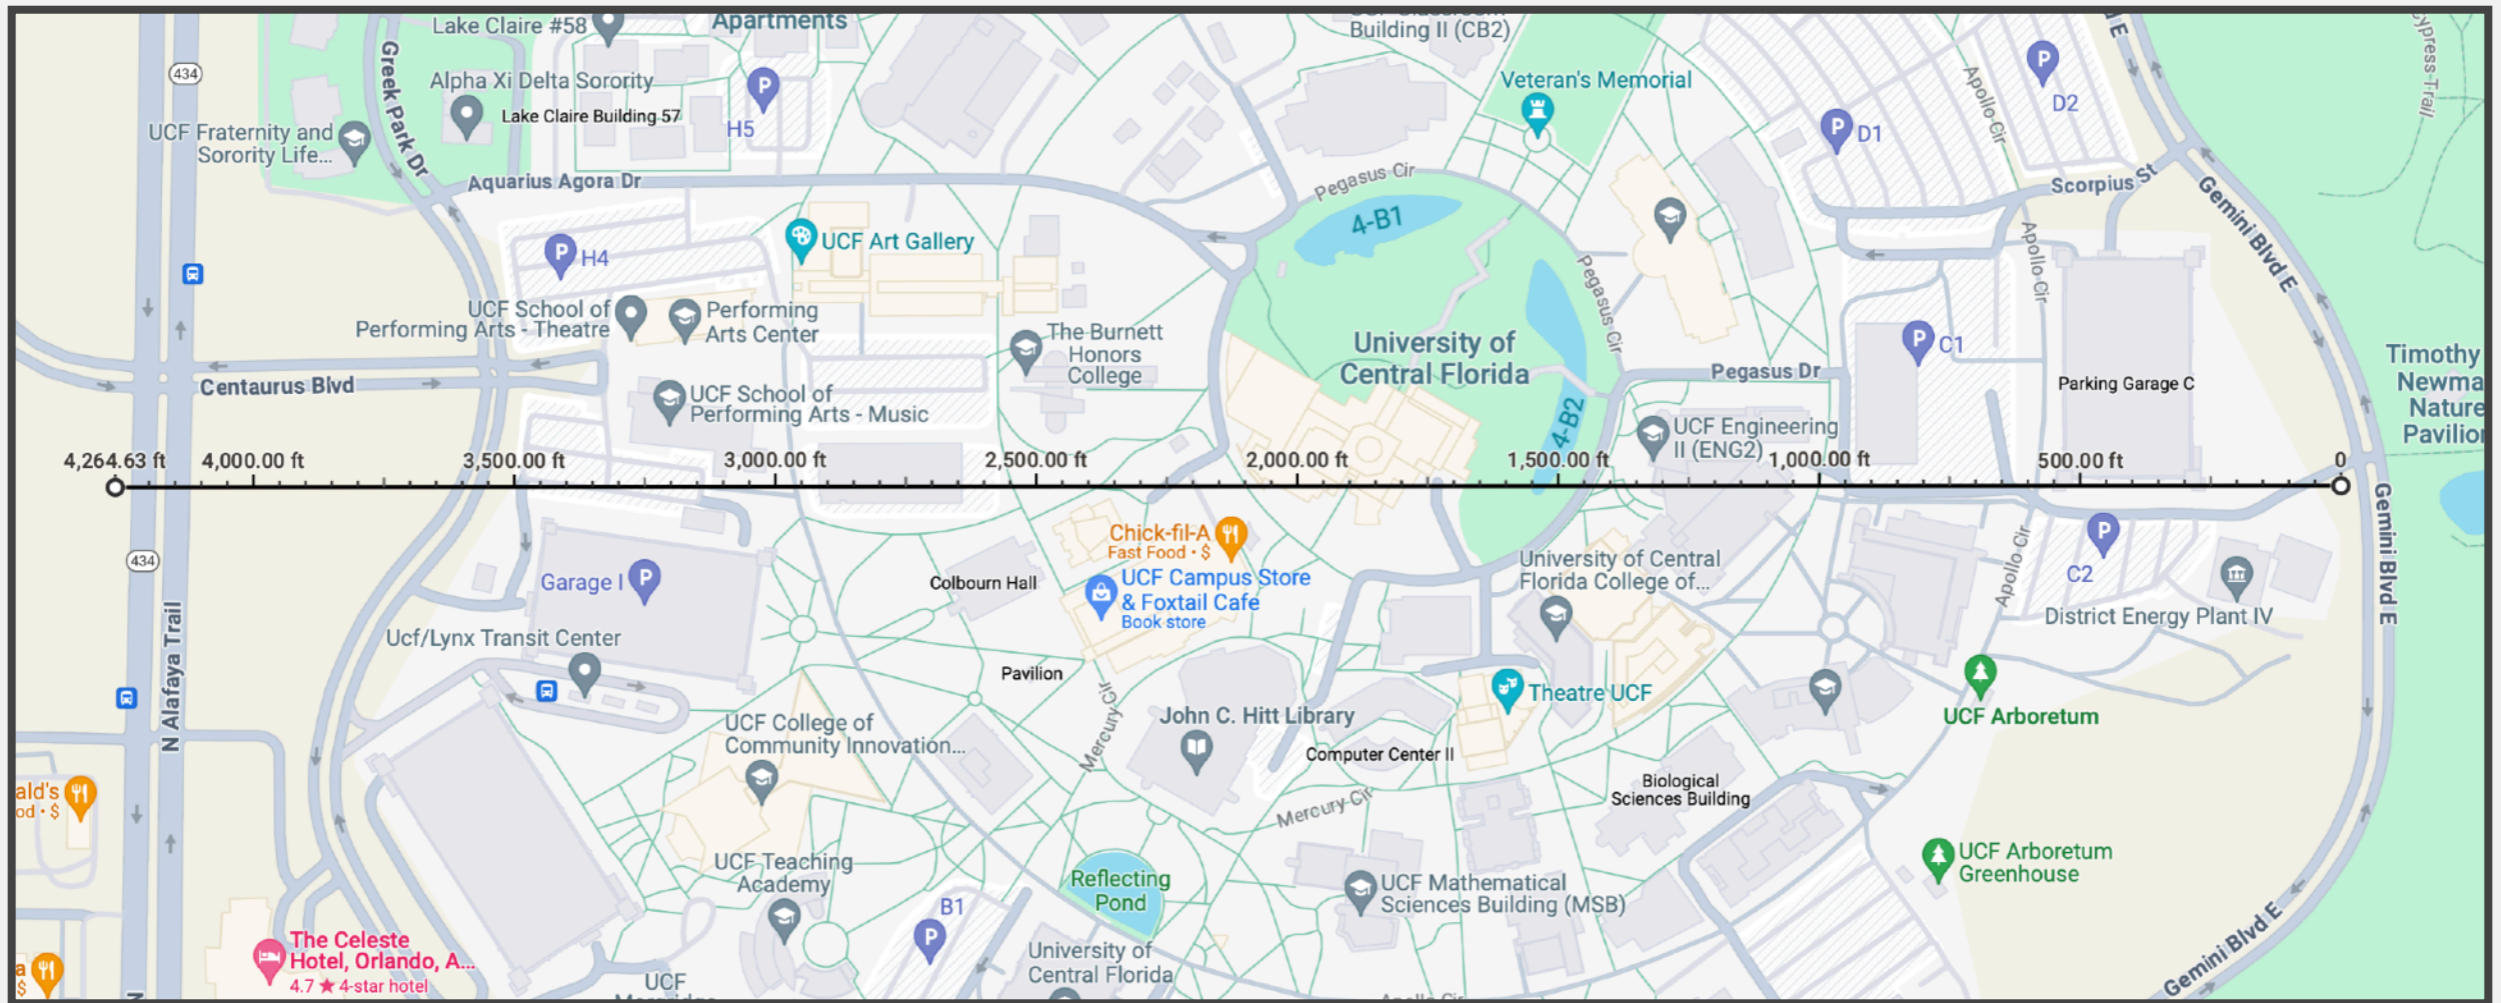 Lake Claire #58
Apartments
Building II (CB2)
434
Greek Park Dr
Alpha Xi Delta Sorority
Lake Claire Building 57
P
H5
Veteran's Memorial
P
D2
P
D1
Apollo Cir
Cypress Trail
UCF Fraternity and
Sorority Life...
Aquarius Agora Dr
Pegasus Cir
Scorpius St
4-B1
Gemini Blvd E
P
H4
UCF Art Gallery
Apollo Cir
Pegasus Cir
UCF School of
Performing Arts - Theatre
Performing
Arts Center
The Burnett
Honors
College
University of
Central Florida
P
C1
Timothy
Newma
Nature
Pavilion
Centaurus Blvd
Pegasus Dr
Parking Garage C
UCF School of
Performing Arts - Music
4-B2
UCF Engineering
II (ENG2)
4,264.63 ft
4,000.00 ft
3,500.00 ft
3,000.00 ft
2,500.00 ft
2,000.00 ft
1,500.00 ft
1,000.00 ft
500.00 ft
0
434
Garage I
P
Chick-fil-A
Fast Food • $
Colbourn Hall
UCF Campus Store
& Foxtail Cafe
Book store
University of Central
Florida College of...
Apollo Cir
P
C2
District Energy Plant IV
Gemini Blvd E
Ucf/Lynx Transit Center
N Alafaya Trail
Pavilion
Mercury Cir
John C. Hitt Library
Theatre UCF
UCF Arboretum
UCF College of
Community Innovation...
Computer Center II
Biological
Sciences Building
Mercury Cir
ald's
od • $
UCF Teaching
Academy
Reflecting
Pond
UCF Mathematical
Sciences Building (MSB)
UCF Arboretum
Greenhouse
B1
P
The Celeste
Hotel, Orlando, A...
4.7 ★ 4-star hotel
a
$
University of
Central Florida
UCF
Gemini Blvd E